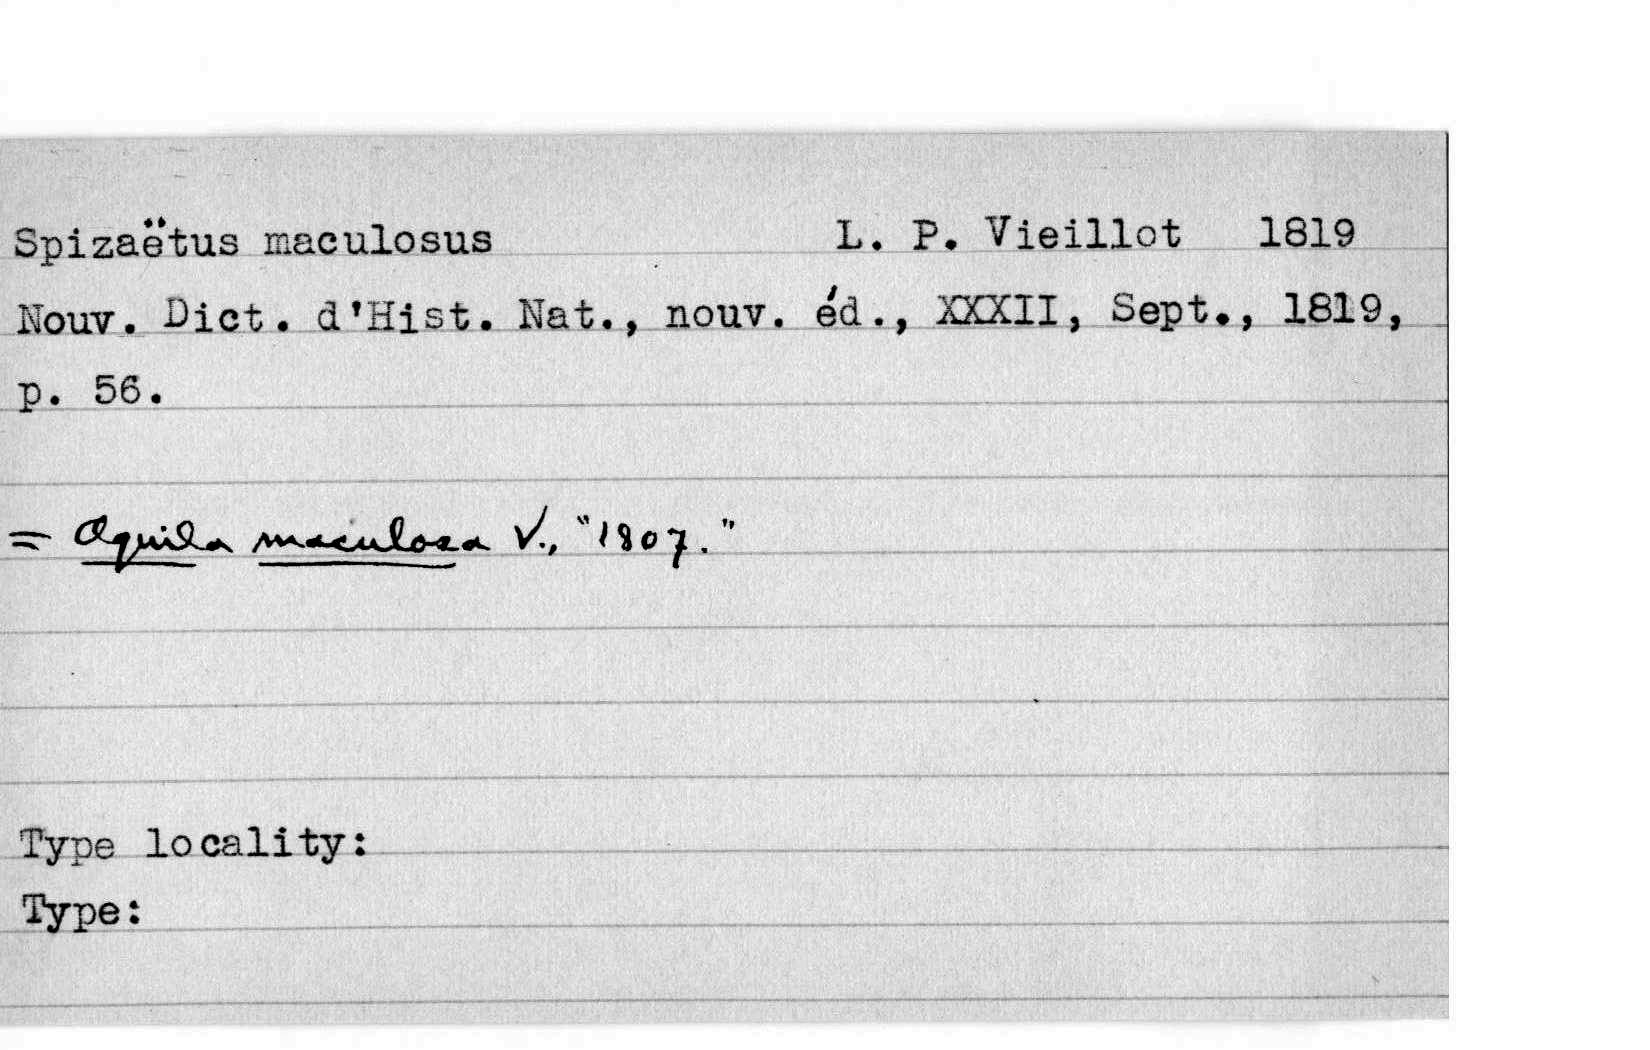 Spizaëtus maculosus L. P. Vieillot 1819
Nouv. Dict. d'Hist. Nat., nouv. éd., XXXII, Sept., 1819,
p. 56.
= Aquila maculosa V., "1807."
Type locality:
Type: